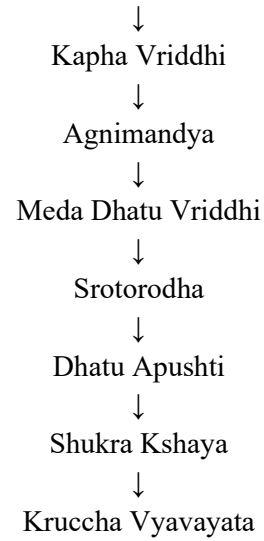 ↓
Kapha Vriddhi
↓
Agnimandya
↓
Meda Dhatu Vriddhi
↓
Srotorodha
↓
Dhatu Apushti
↓
Shukra Kshaya
↓
Kruccha Vyavayata